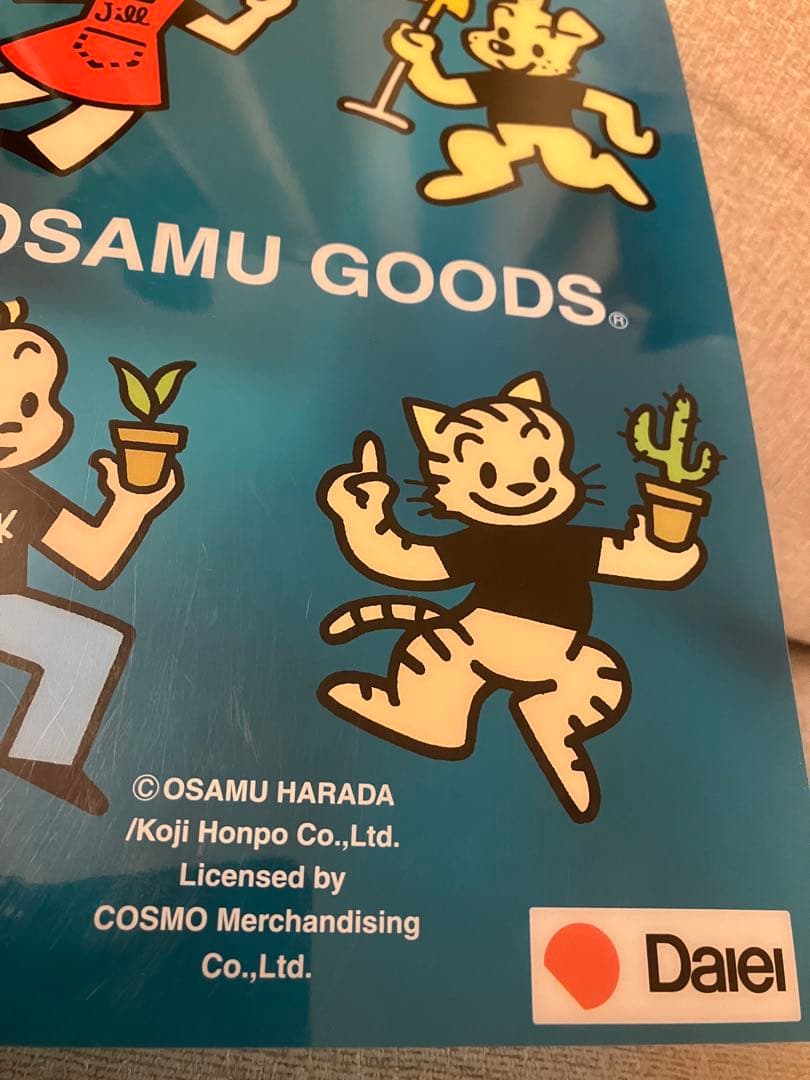 Jill
OSAMU GOODS®
K
©OSAMU HARADA
/Koji Honpo Co.,Ltd.
Licensed by
COSMO Merchandising
Co.,Ltd.
Daiei